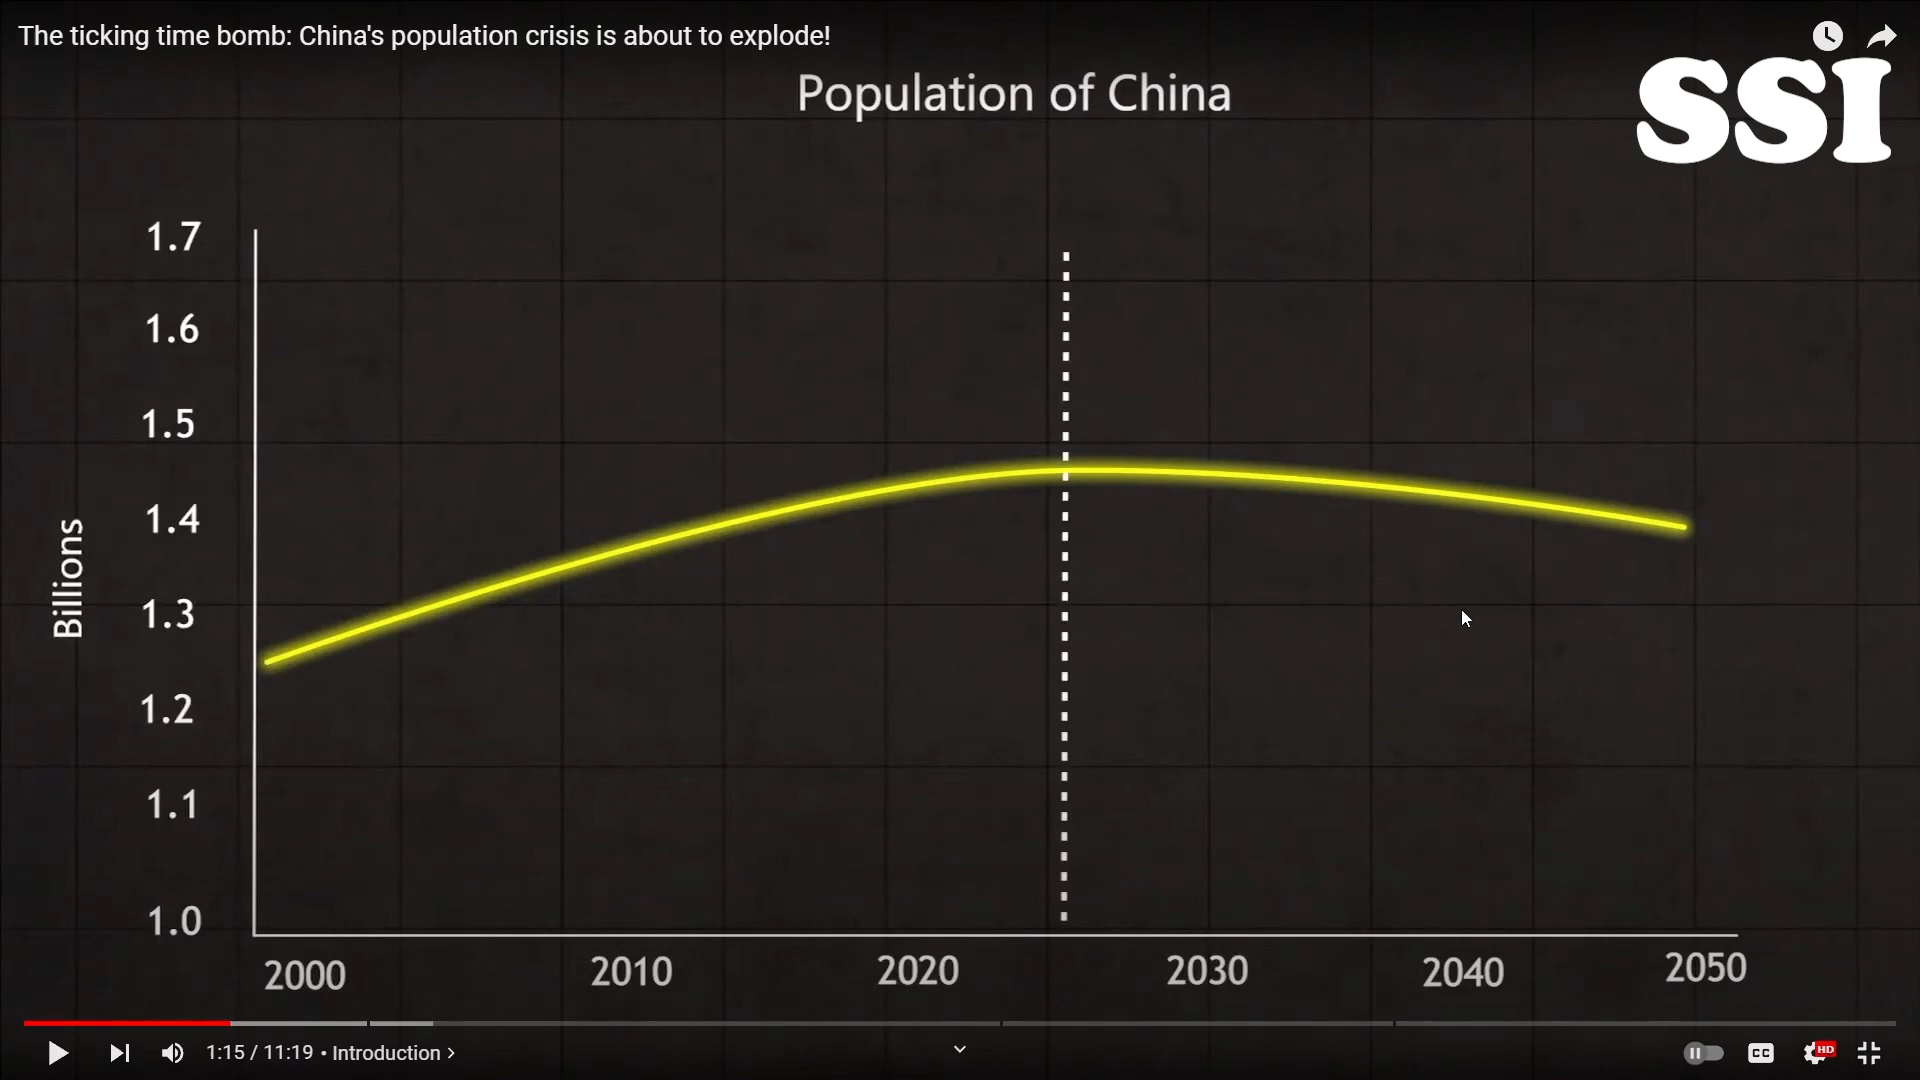 The ticking time bomb: China's population crisis is about to explode!
SSI
Population of China
1.7
1.6
1.5
1.4
1.3
1.2
1.1
1.0
Billions
2000 2010 2020 2030 2040 2050
1:15 / 11:19 • Introduction >
CC
HD